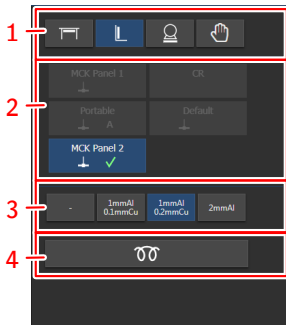 1
2
MCK Panel 1
CR
Portable
A
Default
MCK Panel 2
3
-
1mmAl
0.1mmCu
1mmAl
0.2mmCu
2mmAl
4